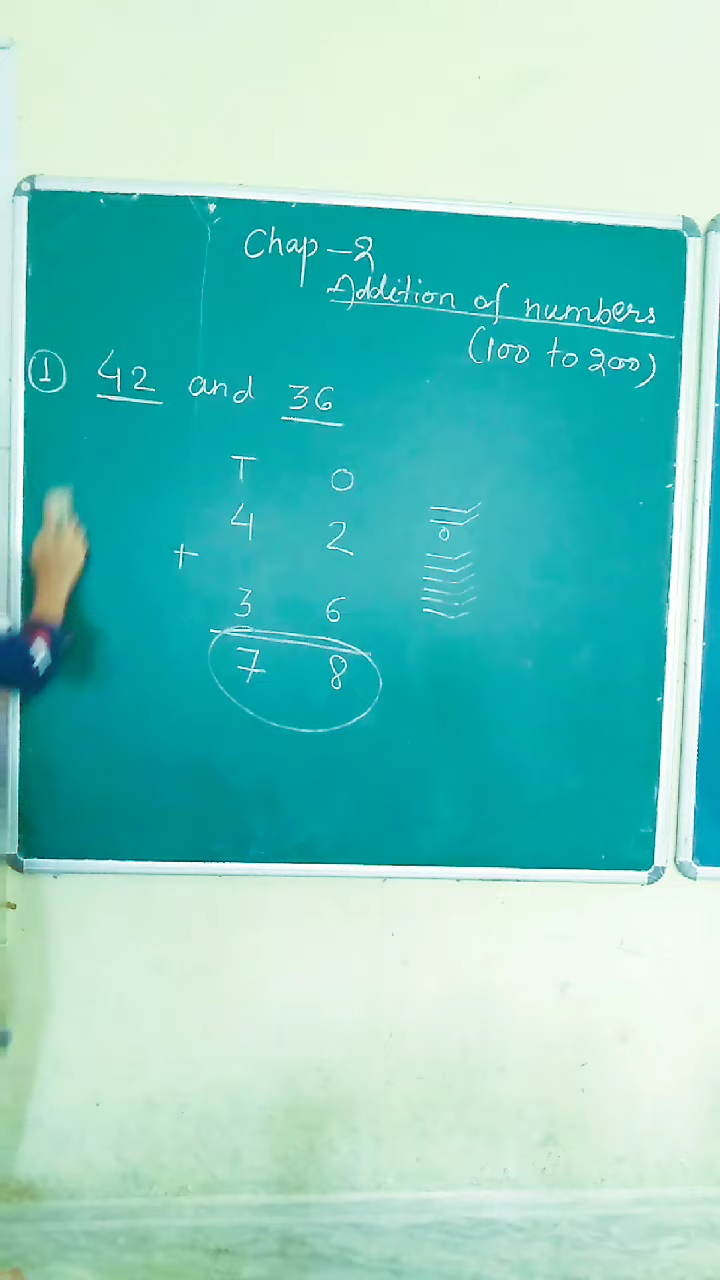 Chap-2
Addition of numbers
(100 to 200)
① 42 and 36
T O
4 2
+
3 6
7 8